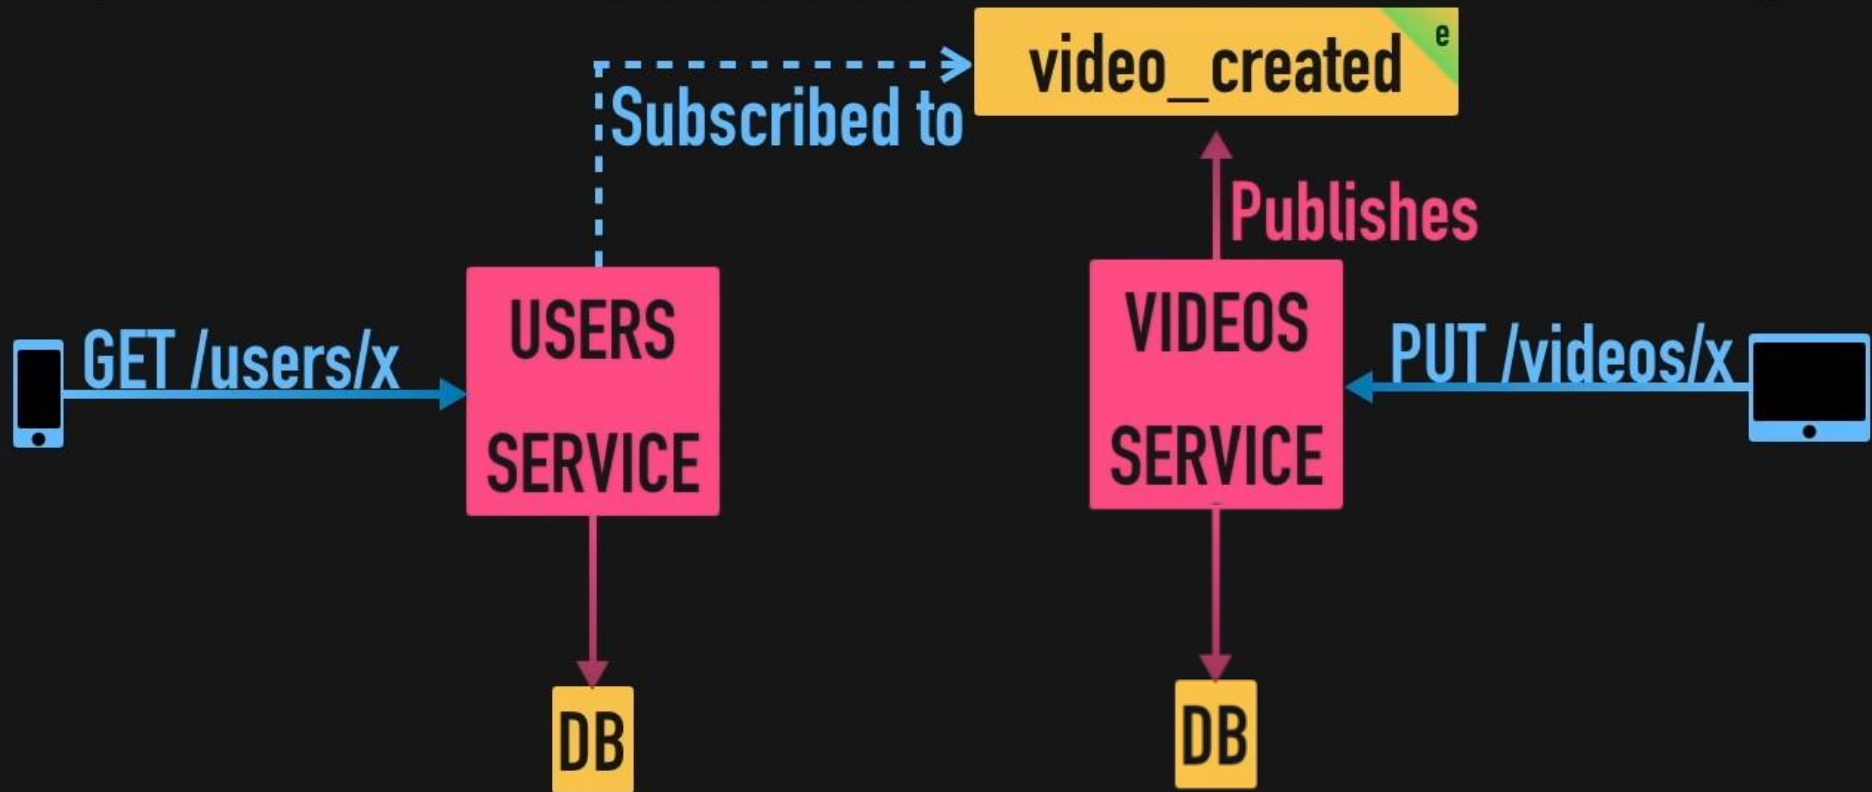 video_created
e
Subscribed to
Publishes
USERS
SERVICE
VIDEOS
SERVICE
GET /users/x
PUT /videos/x
DB
DB